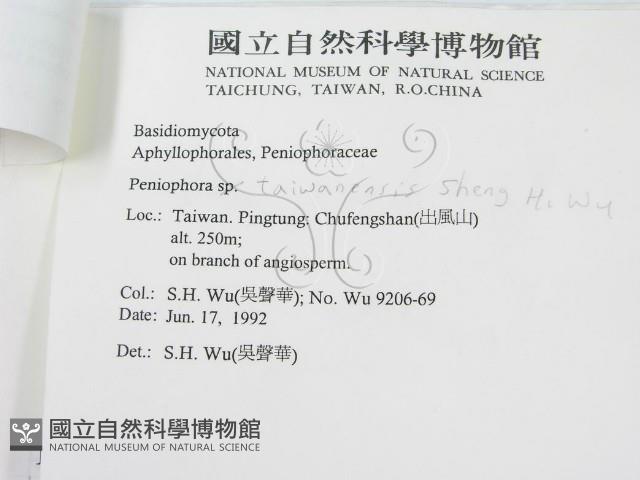 國立自然科學博物館
NATIONAL MUSEUM OF NATURAL SCIENCE
TAICHUNG, TAIWAN, R.O.CHINA
Basidiomycota
Aphyllophorales, Peniophoraceae
Peniophora sp. taiwanensis Sheng H. Wu
Loc.: Taiwan. Pingtung: Chufengshan(出風山)
alt. 250m;
on branch of angiosperm.
Col.: S.H. Wu(吳聲華); No. Wu 9206-69
Date: Jun. 17, 1992
Det.: S.H. Wu(吳聲華)
國立自然科學博物館
NATIONAL MUSEUM OF NATURAL SCIENCE